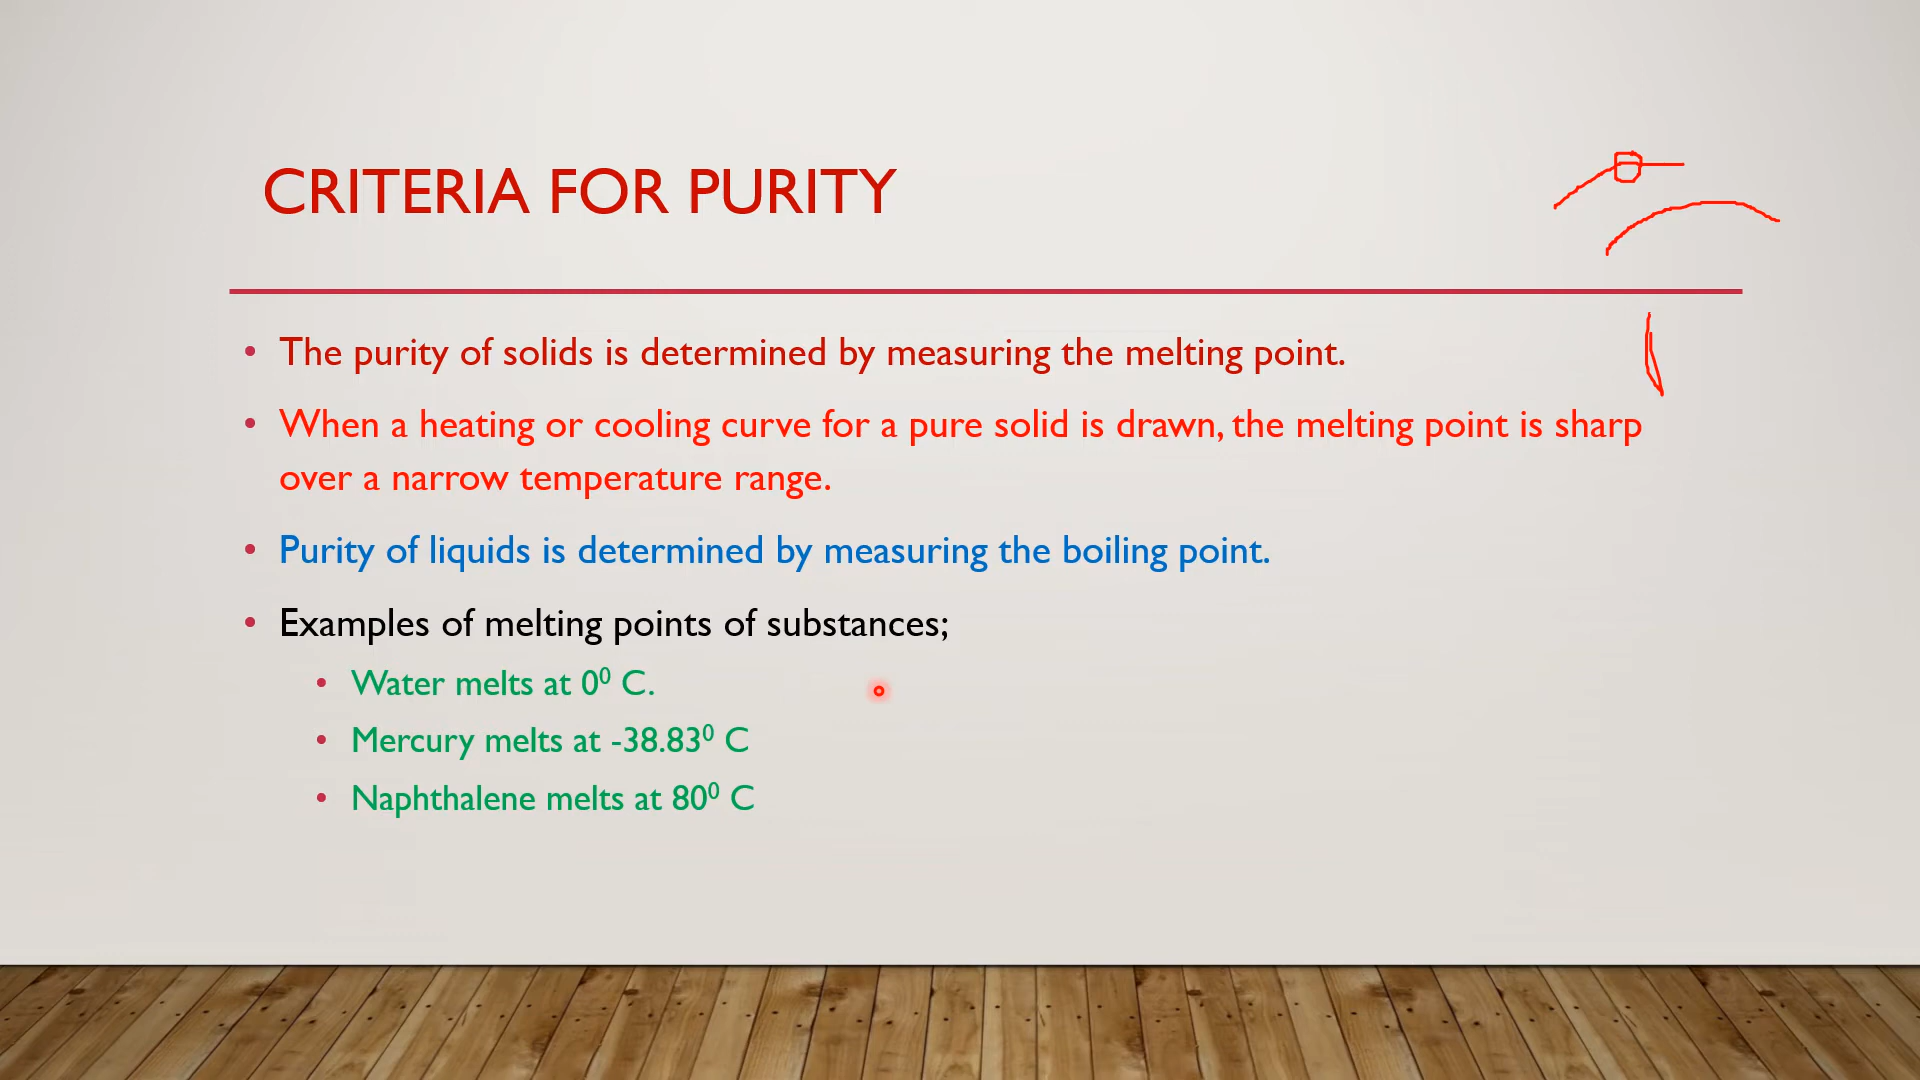 CRITERIA FOR PURITY
• The purity of solids is determined by measuring the melting point.
• When a heating or cooling curve for a pure solid is drawn, the melting point is sharp
over a narrow temperature range.
• Purity of liquids is determined by measuring the boiling point.
• Examples of melting points of substances;
• Water melts at 0⁰ C.
• Mercury melts at -38.83⁰ C
• Naphthalene melts at 80⁰ C